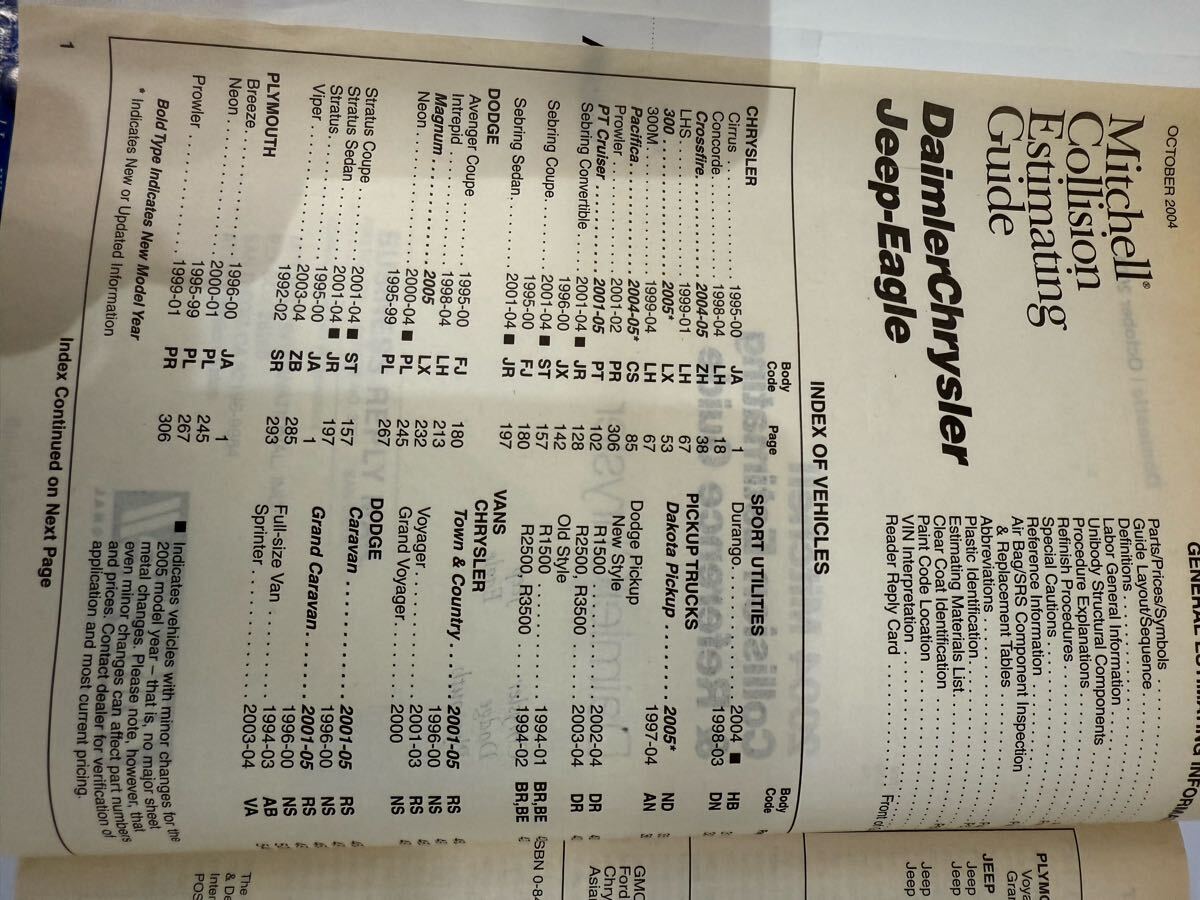 OCTOBER 2004
Mitchell®
Collision
Estimating
Guide
DaimlerChrysler
Jeep-Eagle
Parts/Prices/Symbols
Guide Layout/Sequence
Definitions
Labor General Information
Unibody Structural Components
Procedure Explanations
Refinish Procedures
Special Cautions
Reference Information
Air Bag/SRS Component Inspection
& Replacement Tables
Abbreviations
Plastic Identification
Estimating Materials List
Clear Coat Identification
Paint Code Location
VIN Interpretation
Reader Reply Card
INDEX OF VEHICLES
Body
Code Page
CHRYSLER
Cirrus 1995-00 JA 1
Concorde 1998-04 LH 18
Crossfire 2004-05 ZH 38
LHS 1999-01 LH 67
300 2005* LX 53
300M 1999-04 LH 67
Pacifica 2004-05* CS 85
Prowler 2001-02 PR 306
PT Cruiser 2001-05 PT 102
Sebring Convertible 2001-04 ■ JR 128
1996-00 JX 142
Sebring Coupe 2001-04 ■ ST 157
1995-00 FJ 180
Sebring Sedan 2001-04 ■ JR 197
DODGE
Avenger Coupe 1995-00 FJ 180
Intrepid 1998-04 LH 213
Magnum 2005 LX 232
Neon 2000-04 ■ PL 245
1995-99 PL 267
Stratus Coupe 2001-04 ■ ST 157
Stratus Sedan 2001-04 ■ JR 197
Stratus 1995-00 JA 1
Viper 2003-04 ZB 285
1992-02 SR 293
PLYMOUTH
Breeze 1996-00 JA 1
Neon 2000-01 PL 245
1995-99 PL 267
Prowler 1999-01 PR 306
Bold Type Indicates New Model Year
* Indicates New or Updated Information
Body
Code
SPORT UTILITIES
Durango 2004 ■ HB
1998-03 DN
PICKUP TRUCKS
Dakota Pickup 2005* ND
1997-04 AN
Dodge Pickup
New Style
R1500 2002-04 DR
R2500, R3500 2003-04 DR
Old Style
R1500 1994-01 BR,BE
R2500, R3500 1994-02 BR,BE
VANS
CHRYSLER
Town & Country 2001-05 RS
1996-00 NS
Voyager 2001-03 RS
Grand Voyager 2000 NS
DODGE
Caravan 2001-05 RS
1996-00 NS
Grand Caravan 2001-05 RS
1996-00 NS
Full-size Van 1994-03 AB
Sprinter 2003-04 VA
■ Indicates vehicles with minor changes for the
2005 model year – that is, no major sheet
metal changes. Please note, however, that
even minor changes can affect part numbers
and prices. Contact dealer for verification of
application and most current pricing.
Index Continued on Next Page
1
JEEP
Jeep
Jeep
Jeep
Jeep
GMC
Ford
The
& De